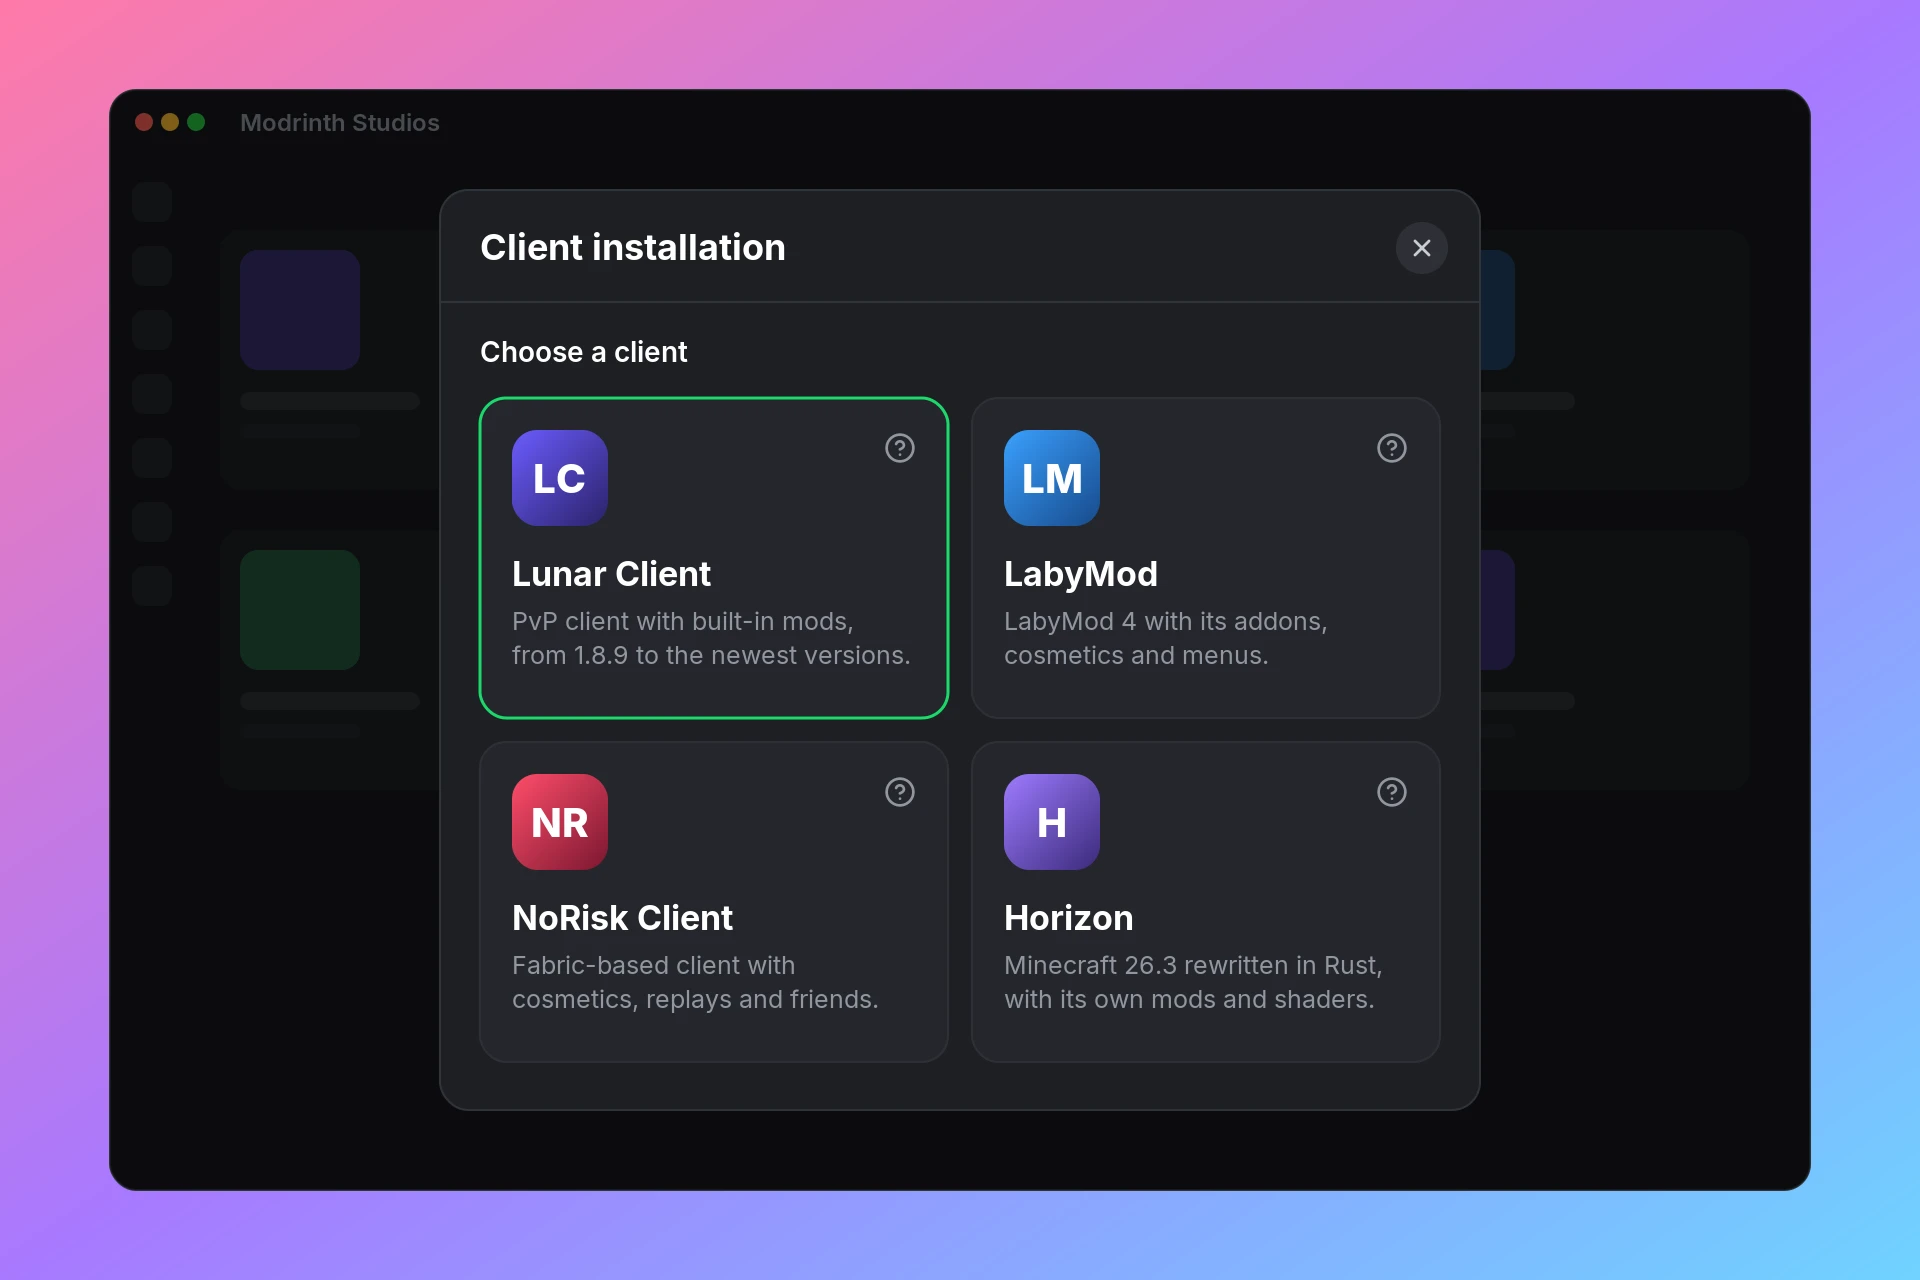 Modrinth Studios
Client installation
Choose a client
LC
Lunar Client
PvP client with built-in mods,
from 1.8.9 to the newest versions.
LM
LabyMod
LabyMod 4 with its addons,
cosmetics and menus.
NR
NoRisk Client
Fabric-based client with
cosmetics, replays and friends.
H
Horizon
Minecraft 26.3 rewritten in Rust,
with its own mods and shaders.